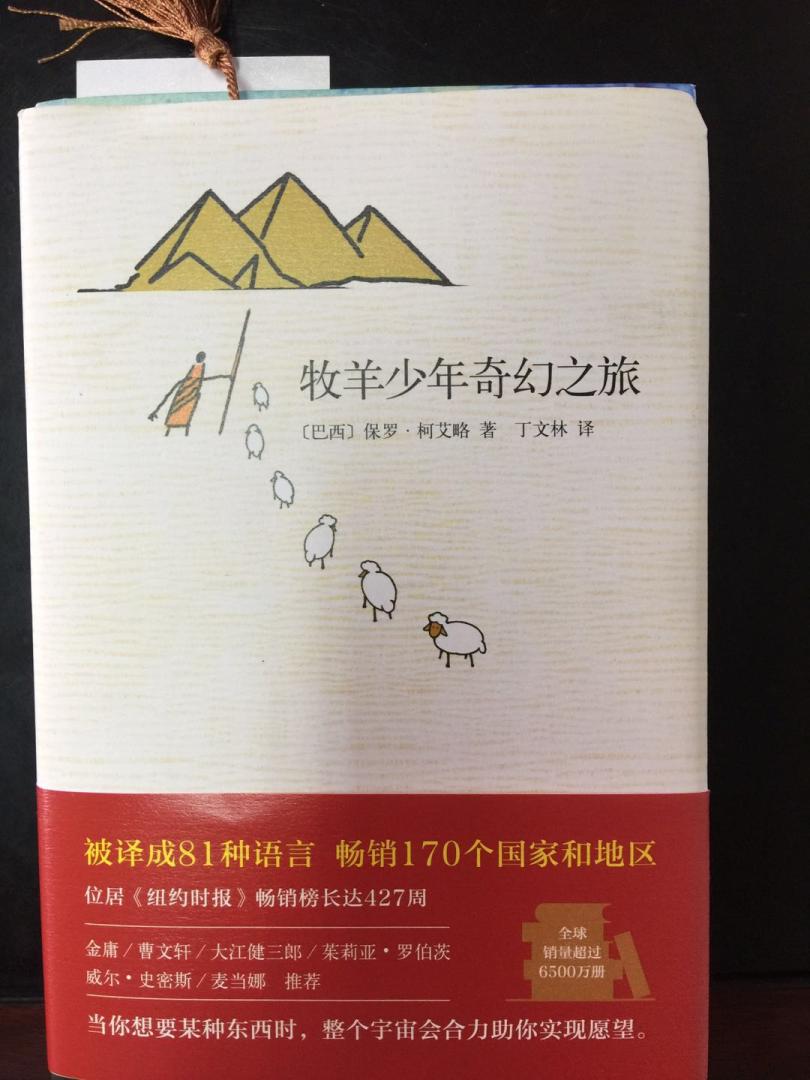 牧羊少年奇幻之旅
〔巴西〕保罗·柯艾略 著 丁文林 译
被译成81种语言 畅销170个国家和地区
位居《纽约时报》畅销榜长达427周
金庸/曹文轩/大江健三郎/茱莉亚·罗伯茨
威尔·史密斯/麦当娜 推荐
全球
销量超过
6500万册
当你想要某种东西时，整个宇宙会合力助你实现愿望。